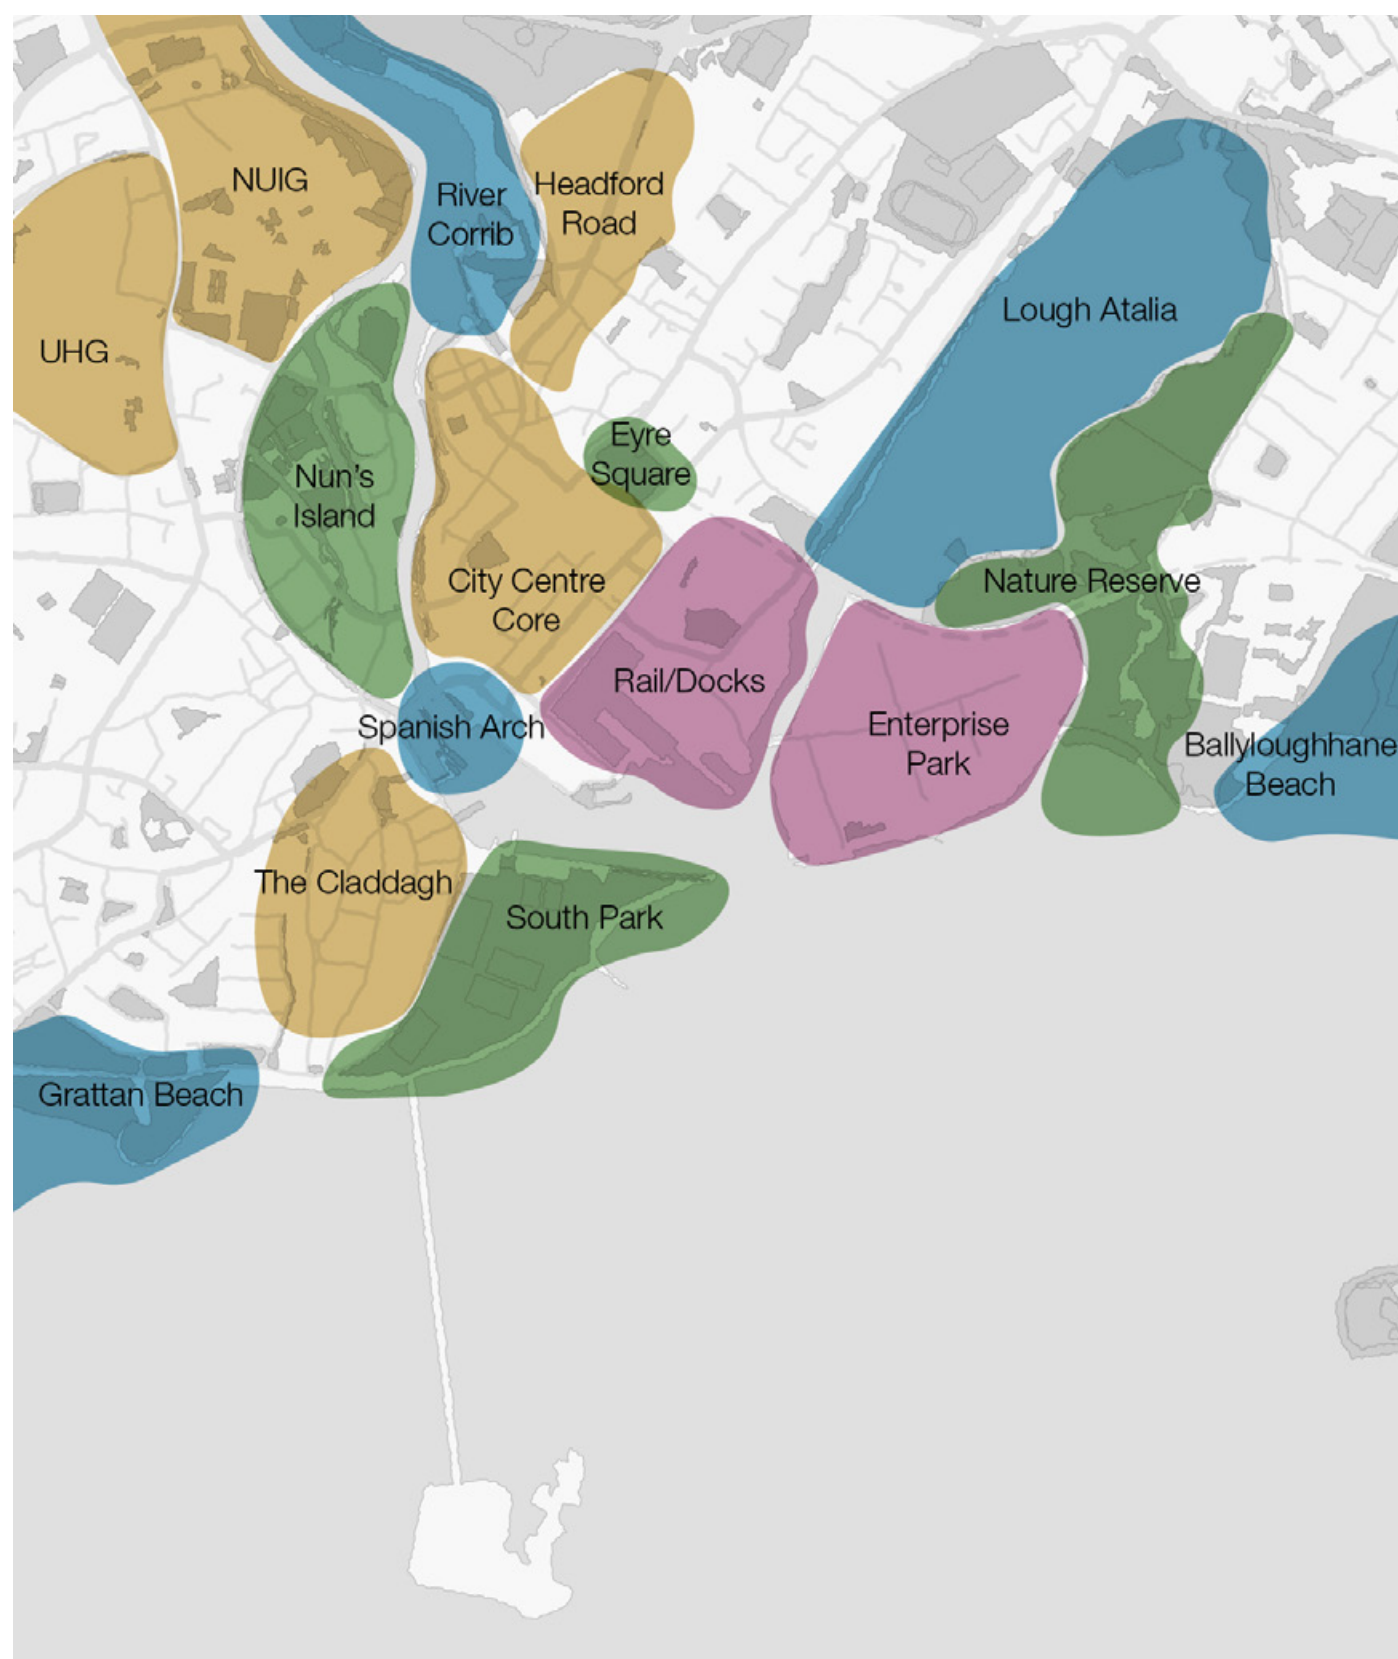 NUIG
River
Corrib
Headford
Road
UHG
Lough Atalia
Eyre
Square
Nun's
Island
City Centre
Core
Nature Reserve
Rail/Docks
Spanish Arch
Enterprise
Park
Ballyloughhane
Beach
The Claddagh
South Park
Grattan Beach